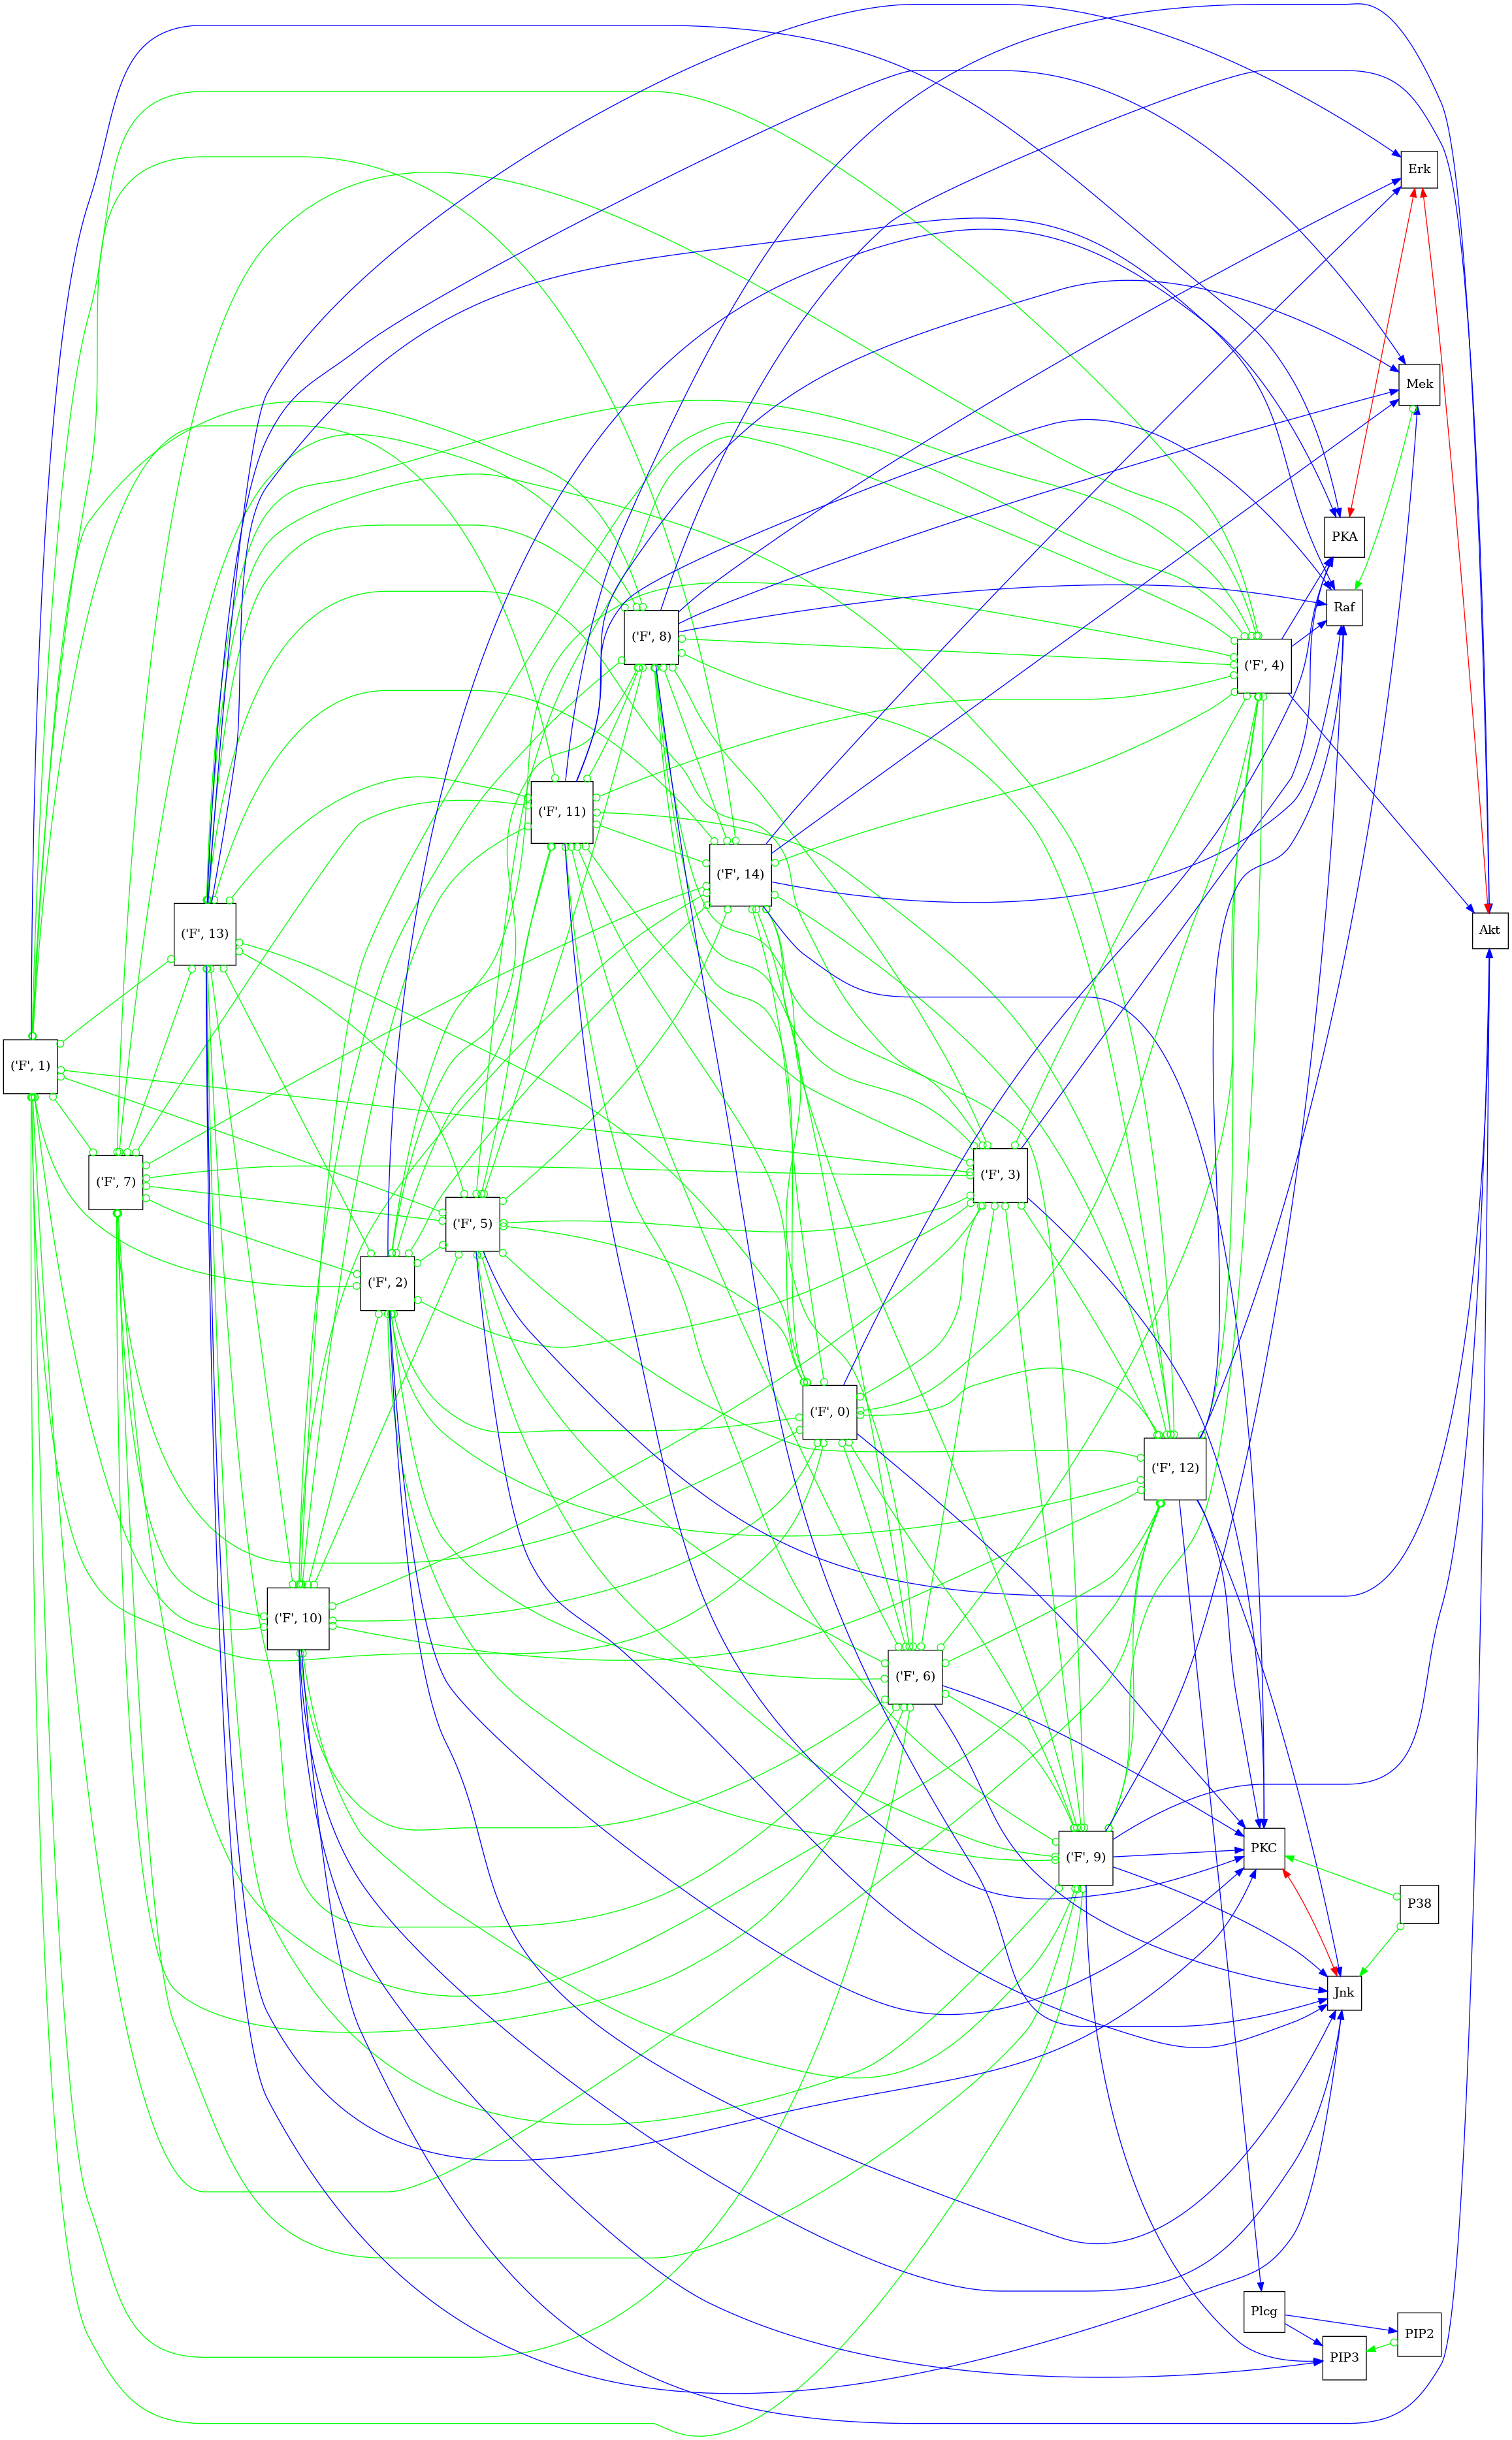 Erk
Mek
PKA
Raf
('F', 8)
('F', 4)
('F', 11)
('F', 14)
('F', 13)
Akt
('F', 1)
('F', 7)
('F', 3)
('F', 5)
('F', 2)
('F', 0)
('F', 12)
('F', 10)
('F', 6)
('F', 9)
PKC
P38
Jnk
Plcg
PIP2
PIP3